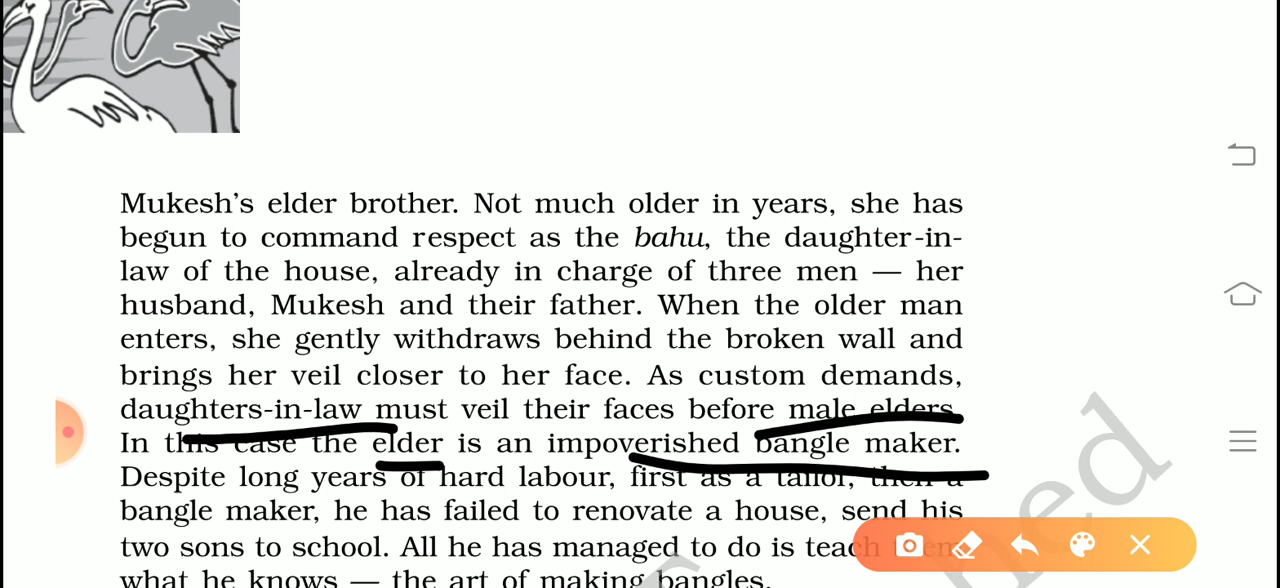 Mukesh's elder brother. Not much older in years, she has
begun to command respect as the bahu, the daughter-in-
law of the house, already in charge of three men — her
husband, Mukesh and their father. When the older man
enters, she gently withdraws behind the broken wall and
brings her veil closer to her face. As custom demands,
daughters-in-law must veil their faces before male elders.
In this case the elder is an impoverished bangle maker.
Despite long years of hard labour, first as a tailor, then a
bangle maker, he has failed to renovate a house, send his
two sons to school. All he has managed to do is teach them
what he knows — the art of making bangles.